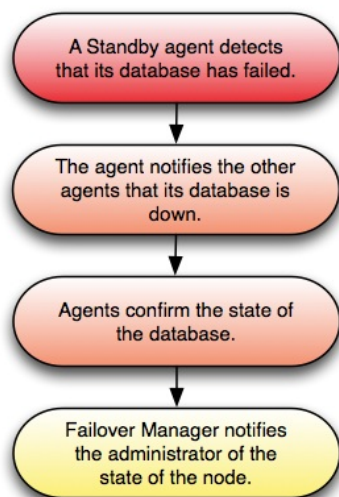 A Standby agent detects
that its database has failed.
The agent notifies the other
agents that its database is
down.
Agents confirm the state of
the database.
Failover Manager notifies
the administrator of the
state of the node.